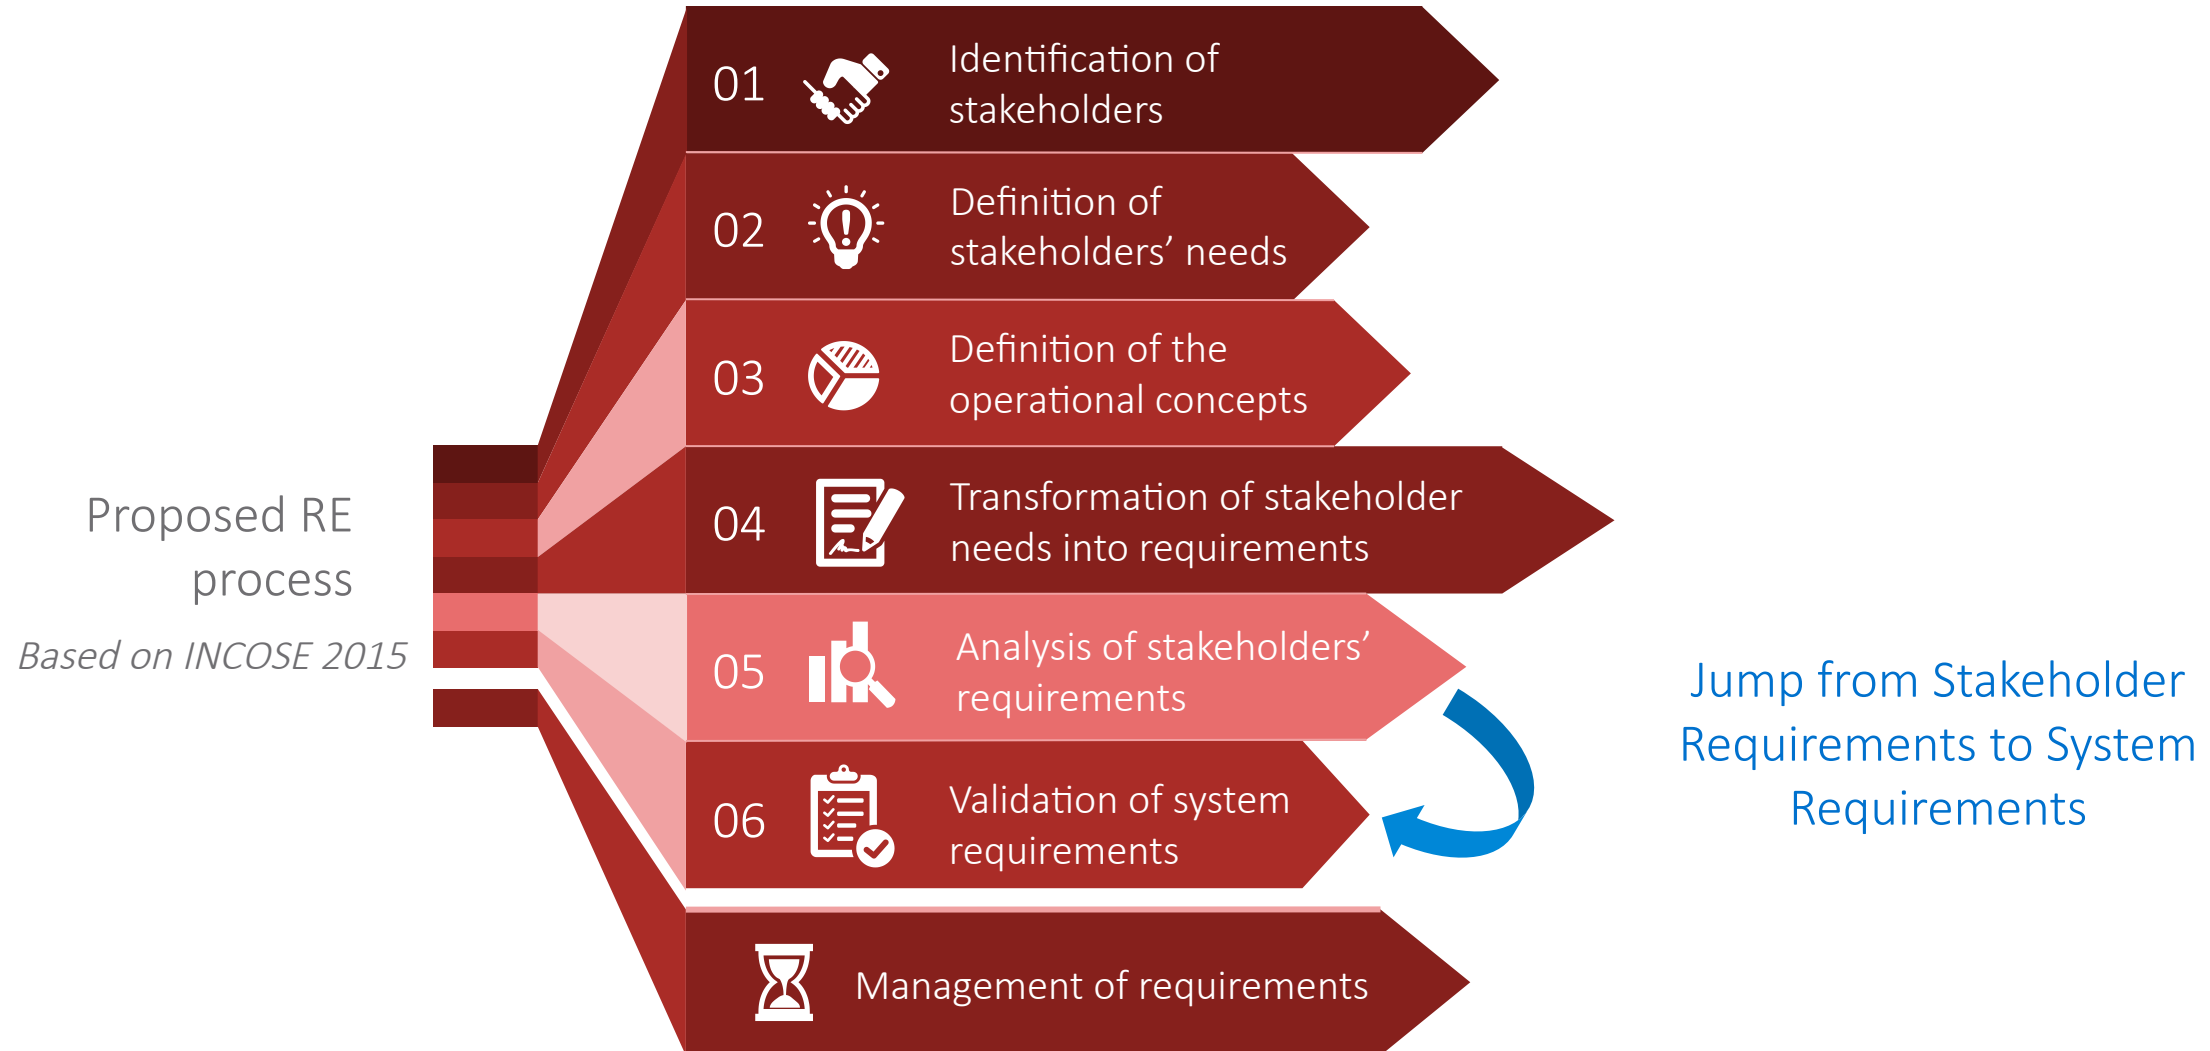 Proposed RE
process
Based on INCOSE 2015
01
Identification of
stakeholders
02
Definition of
stakeholders’ needs
03
Definition of the
operational concepts
04
Transformation of stakeholder
needs into requirements
05
Analysis of stakeholders’
requirements
06
Validation of system
requirements
Management of requirements
Jump from Stakeholder
Requirements to System
Requirements